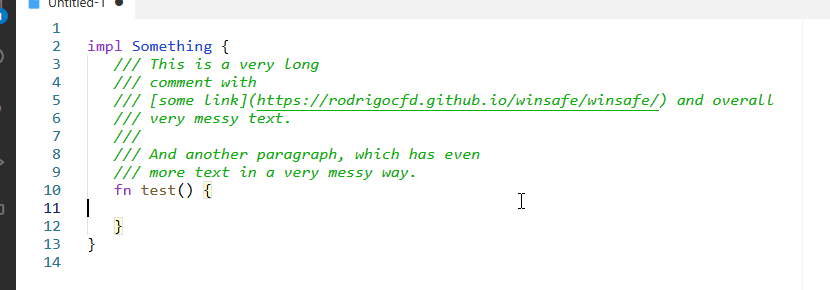 Untitled-1
1
2 impl Something {
3 /// This is a very long
4 /// comment with
5 /// [some link](https://rodrigocfd.github.io/winsafe/winsafe/) and overall
6 /// very messy text.
7 ///
8 /// And another paragraph, which has even
9 /// more text in a very messy way.
10 fn test() {
11
12 }
13 }
14